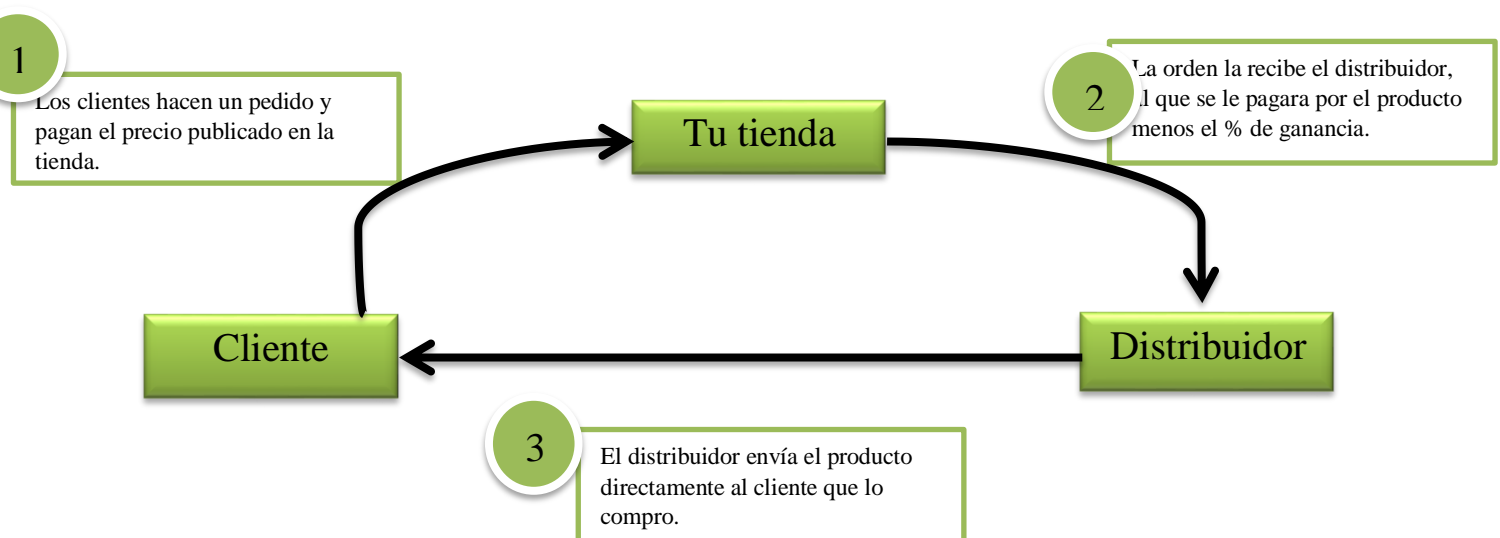 1
Los clientes hacen un pedido y
pagan el precio publicado en la
tienda.
Tu tienda
2
La orden la recibe el distribuidor,
que se le pagara por el producto
menos el % de ganancia.
Cliente
Distribuidor
3
El distribuidor envía el producto
directamente al cliente que lo
compro.